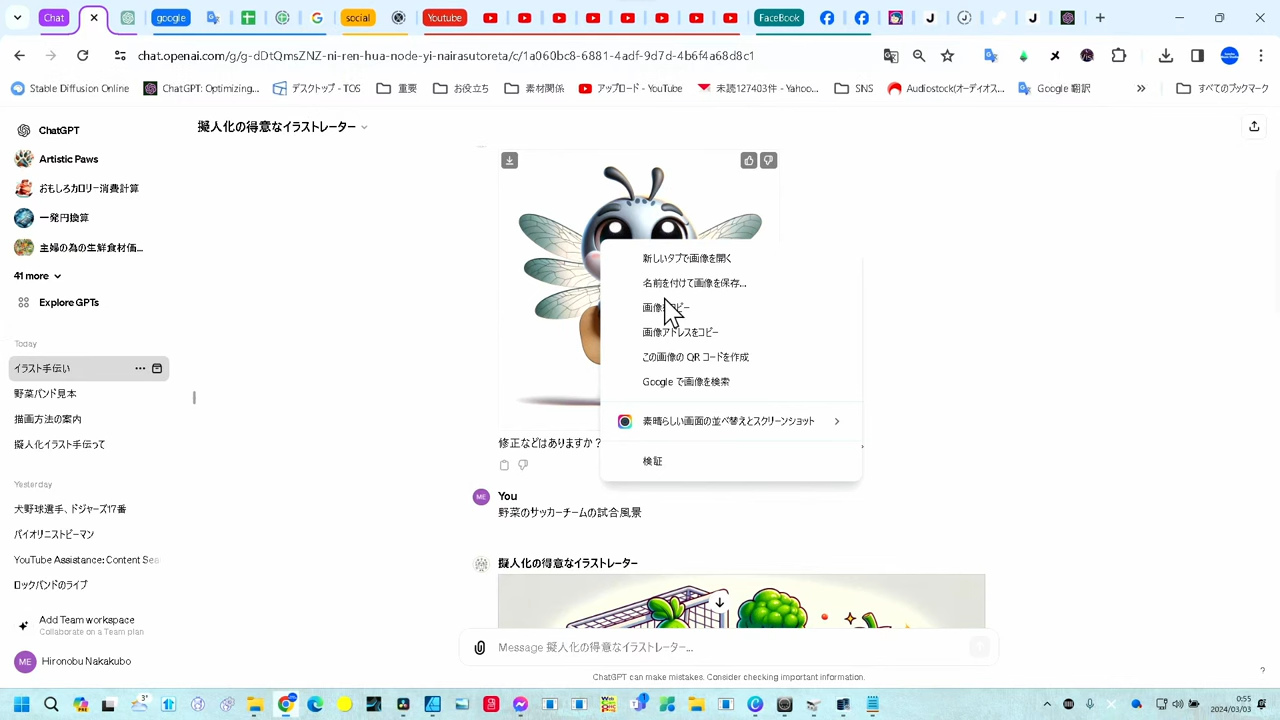 Chat
google
social
Youtube
FaceBook
chat.openai.com/g/g-dDtQmsZNZ-ni-ren-hua-node-yi-nairasutoreta/c/1a060bc8-6881-4adf-9d7d-4b6f4a68d8c1
Stable Diffusion Online
ChatGPT: Optimizing...
デスクトップ - TOS
重要
お役立ち
素材関係
アップロード - YouTube
未読127403件 - Yahoo...
SNS
Audiostock(オーディオス...
Google 翻訳
»
すべてのブックマーク
ChatGPT
擬人化の得意なイラストレーター
Artistic Paws
おもしろカロリー消費計算
一発円換算
主婦の為の生鮮食材価...
41 more
Explore GPTs
Today
イラスト手伝い
野菜バンド見本
描画方法の案内
擬人化イラスト手伝って
Yesterday
犬野球選手、ドジャーズ17番
バイオリニストピーマン
YouTube Assistance: Content Sea
ロックバンドのライブ
Add Team workspace
Collaborate on a Team plan
ME
Hironobu Nakakubo
新しいタブで画像を開く
名前を付けて画像を保存...
画像をコピー
画像アドレスをコピー
この画像の QR コードを作成
Google で画像を検索
素晴らしい画面の並べ替えとスクリーンショット
検証
修正などはありますか？
ME
You
野菜のサッカーチームの試合風景
擬人化の得意なイラストレーター
Message 擬人化の得意なイラストレーター...
ChatGPT can make mistakes. Consider checking important information.
?
3°
0:55
2024/03/03